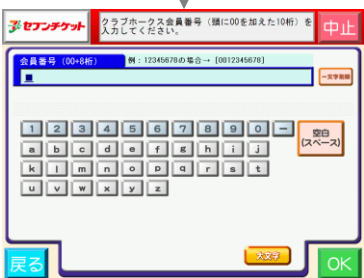 セブンチケット
クラブホークス会員番号(頭に00を加えた10桁)を
入力してください。
中止
会員番号 (00+8桁)
例:12345678の場合→ [0012345678]
一文字削除
1 2 3 4 5 6 7 8 9 0 ー
空白
(スペース)
a b c d e f g h i j
k l m n o p q r s t
u v w x y z
大文字
戻る
OK